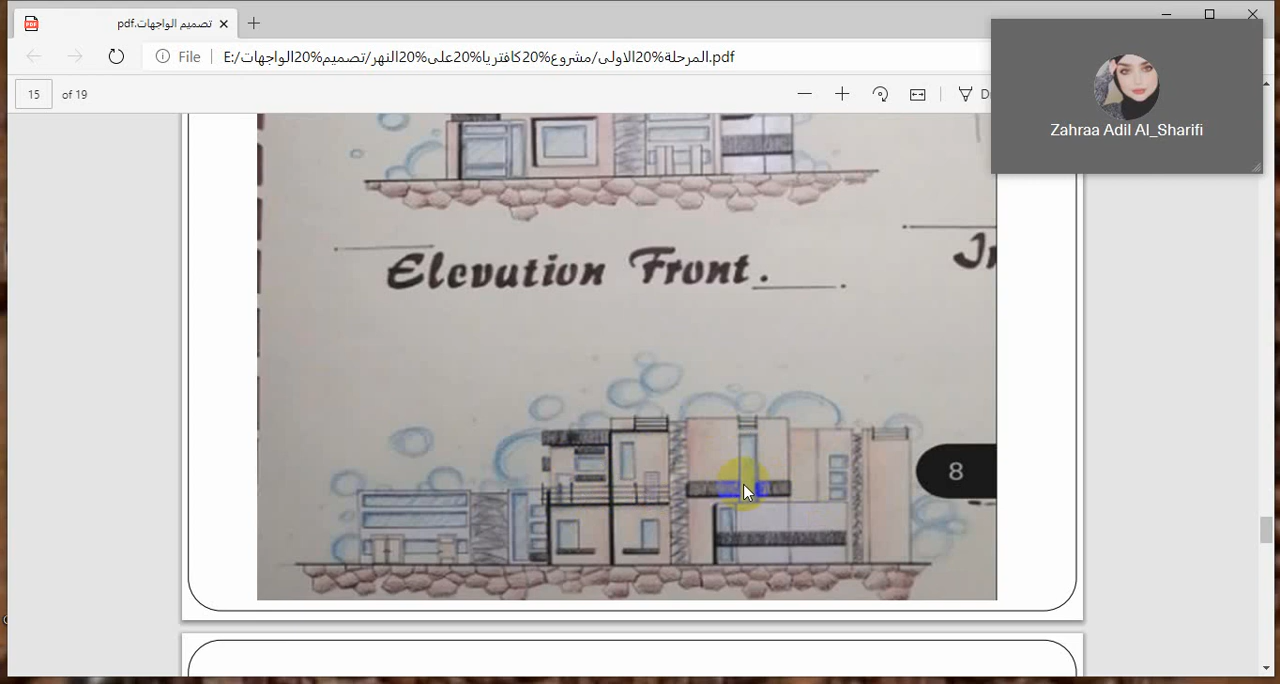 تصميم الواجهات.pdf
File
E:/المرحلة%20الاولى/مشروع%20كافتريا%20على%20النهر/تصميم%20الواجهات.pdf
15 of 19
Zahraa Adil Al_Sharifi
Elevation Front.
8